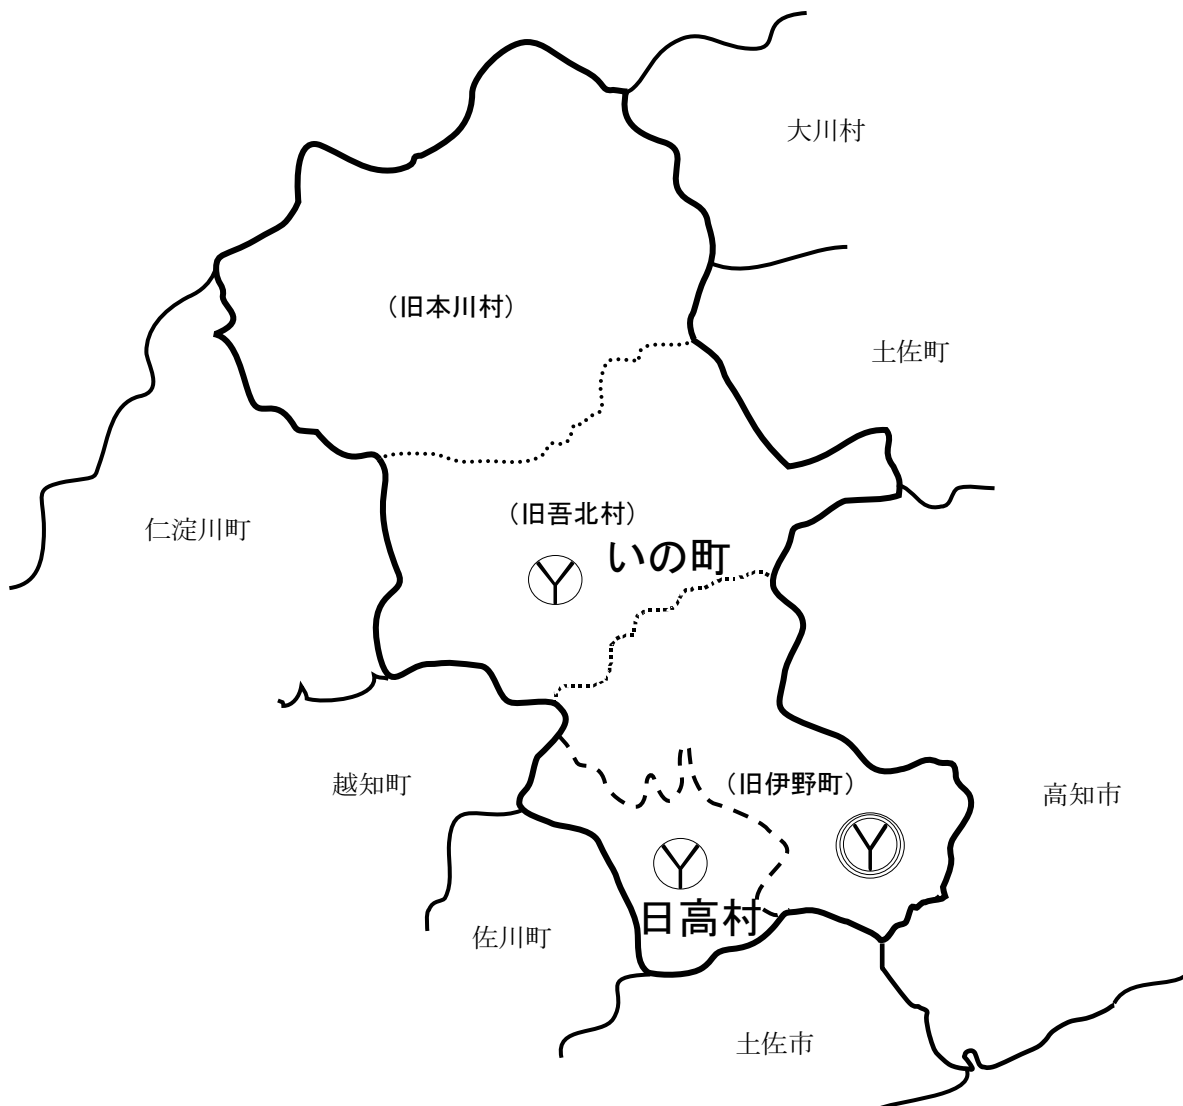 大川村
（旧本川村）
土佐町
（旧吾北村）
仁淀川町
いの町
越知町
（旧伊野町）
高知市
日高村
佐川町
土佐市